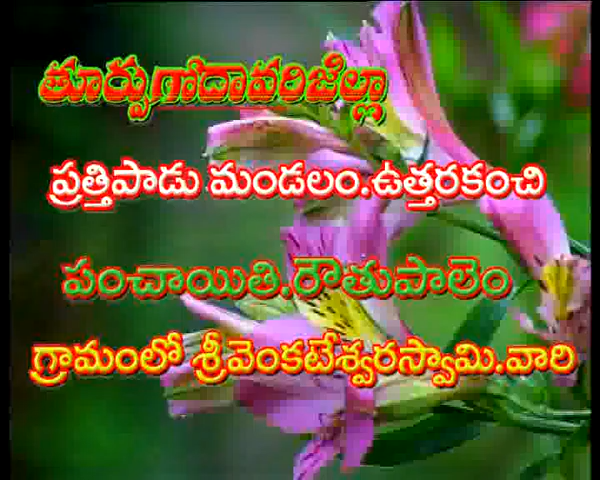 తూర్పుగోదావరిజిల్లా
ప్రత్తిపాడు మండలం.ఉత్తరకంచి
పంచాయితి.రౌతుపాలెం
గ్రామంలో శ్రీవెంకటేశ్వరస్వామి.వారి